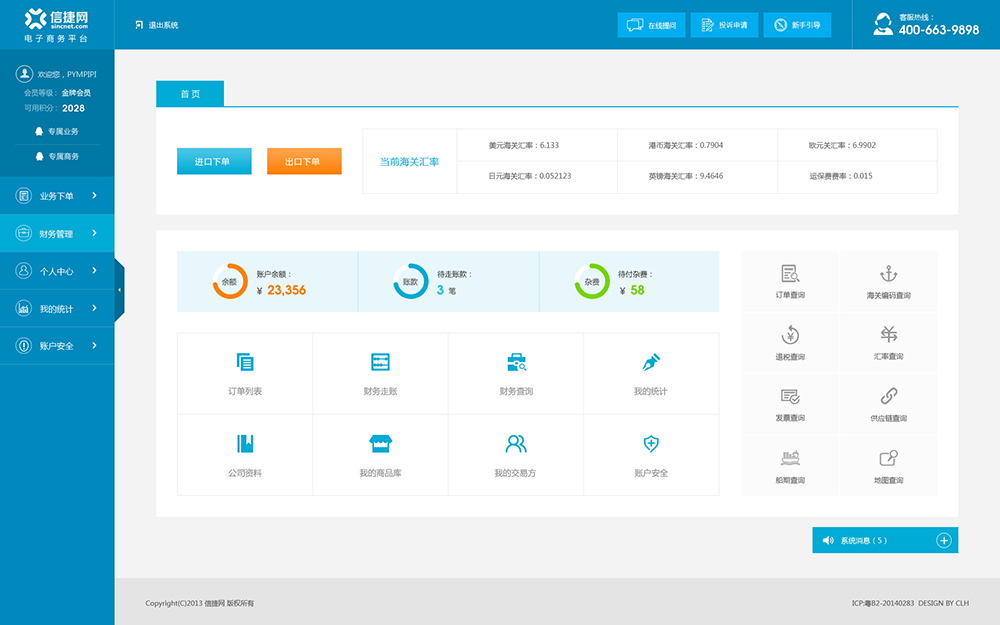 信捷网
sincnet.com
电子商务平台
退出系统
在线提问
投诉申请
新手引导
客服热线：
400-663-9898
欢迎您，PYMPIPI
会员等级：金牌会员
可用积分：2028
专属业务
专属商务
业务下单
财务管理
个人中心
我的统计
账户安全
首 页
进口下单
出口下单
当前海关汇率
美元海关汇率：6.133
港币海关汇率：0.7904
欧元关汇率：6.9902
日元海关汇率：0.052123
英镑海关汇率：9.4646
运保费费率：0.015
余额
账户余额：
¥ 23,356
账款
待走账款：
3 笔
杂费
待付杂费：
¥ 58
订单列表
财务走账
财务查询
我的统计
公司资料
我的商品库
我的交易方
账户安全
订单查询
海关编码查询
退税查询
汇率查询
发票查询
供应链查询
船期查询
地图查询
系统消息（5）
Copyright(C)2013 信捷网 版权所有
ICP:粤B2-20140283 DESIGN BY CLH